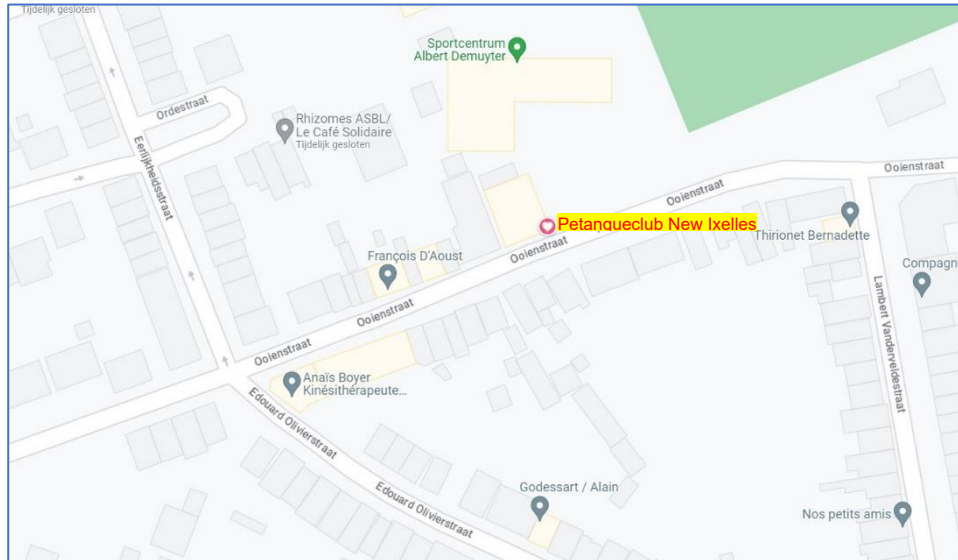 Tijdelijk gesloten
Sportcentrum
Albert Demuyter
Ordestraat
Rhizomes ASBL/
Le Café Solidaire
Tijdelijk gesloten
Eerlijkheidsstraat
Ooienstraat
Ooienstraat
Petanqueclub New Ixelles
Thirionet Bernadette
Ooienstraat
François D'Aoust
Compagn
Ooienstraat
Lambert Vanderveldestraat
Ooienstraat
Anaïs Boyer
Kinésithérapeute...
Edouard Olivierstraat
Edouard Olivierstraat
Godessart / Alain
Nos petits amis